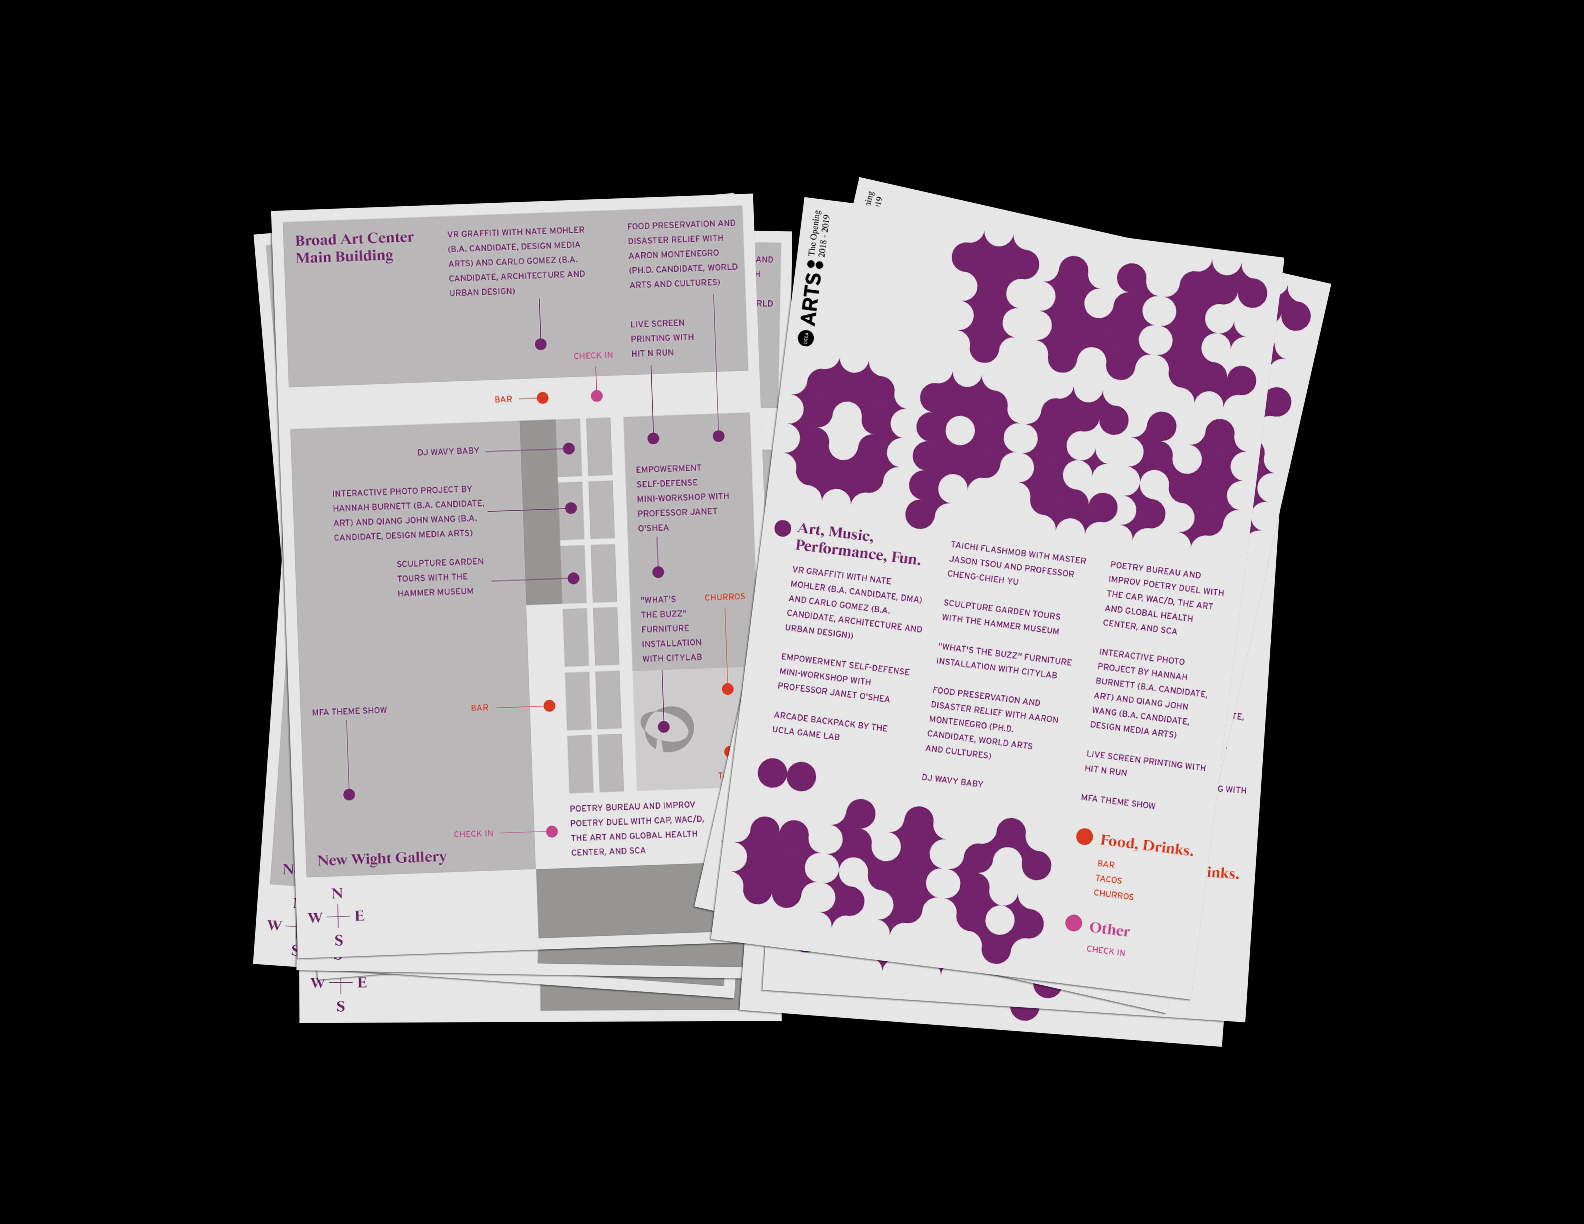 Broad Art Center
Main Building
VR GRAFFITI WITH NATE MOHLER
(B.A. CANDIDATE, DESIGN MEDIA
ARTS) AND CARLO GOMEZ (B.A.
CANDIDATE, ARCHITECTURE AND
URBAN DESIGN)
FOOD PRESERVATION AND
DISASTER RELIEF WITH
AARON MONTENEGRO
(PH.D. CANDIDATE, WORLD
ARTS AND CULTURES)
LIVE SCREEN
PRINTING WITH
HIT N RUN
CHECK IN
BAR
DJ WAVY BABY
INTERACTIVE PHOTO PROJECT BY
HANNAH BURNETT (B.A. CANDIDATE,
ART) AND QIANG JOHN WANG (B.A.
CANDIDATE, DESIGN MEDIA ARTS)
SCULPTURE GARDEN
TOURS WITH THE
HAMMER MUSEUM
EMPOWERMENT
SELF-DEFENSE
MINI-WORKSHOP WITH
PROFESSOR JANET
O'SHEA
"WHAT'S
THE BUZZ"
FURNITURE
INSTALLATION
WITH CITYLAB
CHURROS
MFA THEME SHOW
BAR
CHECK IN
POETRY BUREAU AND IMPROV
POETRY DUEL WITH CAP, WAC/D,
THE ART AND GLOBAL HEALTH
CENTER, AND SCA
New Wight Gallery
N
W E
S
W E
S
AND
RLD
UCLA ARTS The Opening
2018 - 2019
THE
OPEN
ING
Art, Music,
Performance, Fun.
VR GRAFFITI WITH NATE
MOHLER (B.A. CANDIDATE, DMA)
AND CARLO GOMEZ (B.A.
CANDIDATE, ARCHITECTURE AND
URBAN DESIGN))
EMPOWERMENT SELF-DEFENSE
MINI-WORKSHOP WITH
PROFESSOR JANET O'SHEA
ARCADE BACKPACK BY THE
UCLA GAME LAB
TAICHI FLASHMOB WITH MASTER
JASON TSOU AND PROFESSOR
CHENG-CHIEH YU
SCULPTURE GARDEN TOURS
WITH THE HAMMER MUSEUM
"WHAT'S THE BUZZ" FURNITURE
INSTALLATION WITH CITYLAB
FOOD PRESERVATION AND
DISASTER RELIEF WITH AARON
MONTENEGRO (PH.D.
CANDIDATE, WORLD ARTS
AND CULTURES)
DJ WAVY BABY
POETRY BUREAU AND
IMPROV POETRY DUEL WITH
THE CAP, WAC/D, THE ART
AND GLOBAL HEALTH
CENTER, AND SCA
INTERACTIVE PHOTO
PROJECT BY HANNAH
BURNETT (B.A. CANDIDATE,
ART) AND QIANG JOHN
WANG (B.A. CANDIDATE,
DESIGN MEDIA ARTS)
LIVE SCREEN PRINTING WITH
HIT N RUN
MFA THEME SHOW
Food, Drinks.
BAR
TACOS
CHURROS
Other
CHECK IN
TE,
G WITH
inks.